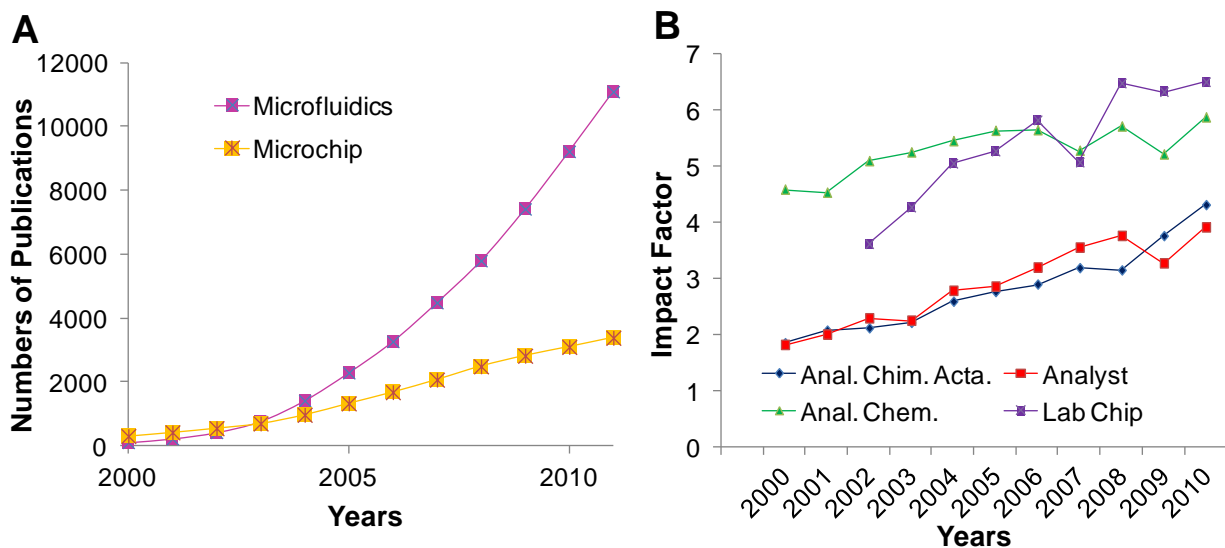 A
Numbers of Publications
12000
10000
8000
6000
4000
2000
0
Microfluidics
Microchip
2000 2005 2010
Years
B
Impact Factor
7
6
5
4
3
2
1
0
Anal. Chim. Acta. Analyst
Anal. Chem. Lab Chip
2000 2001 2002 2003 2004 2005 2006 2007 2008 2009 2010
Years